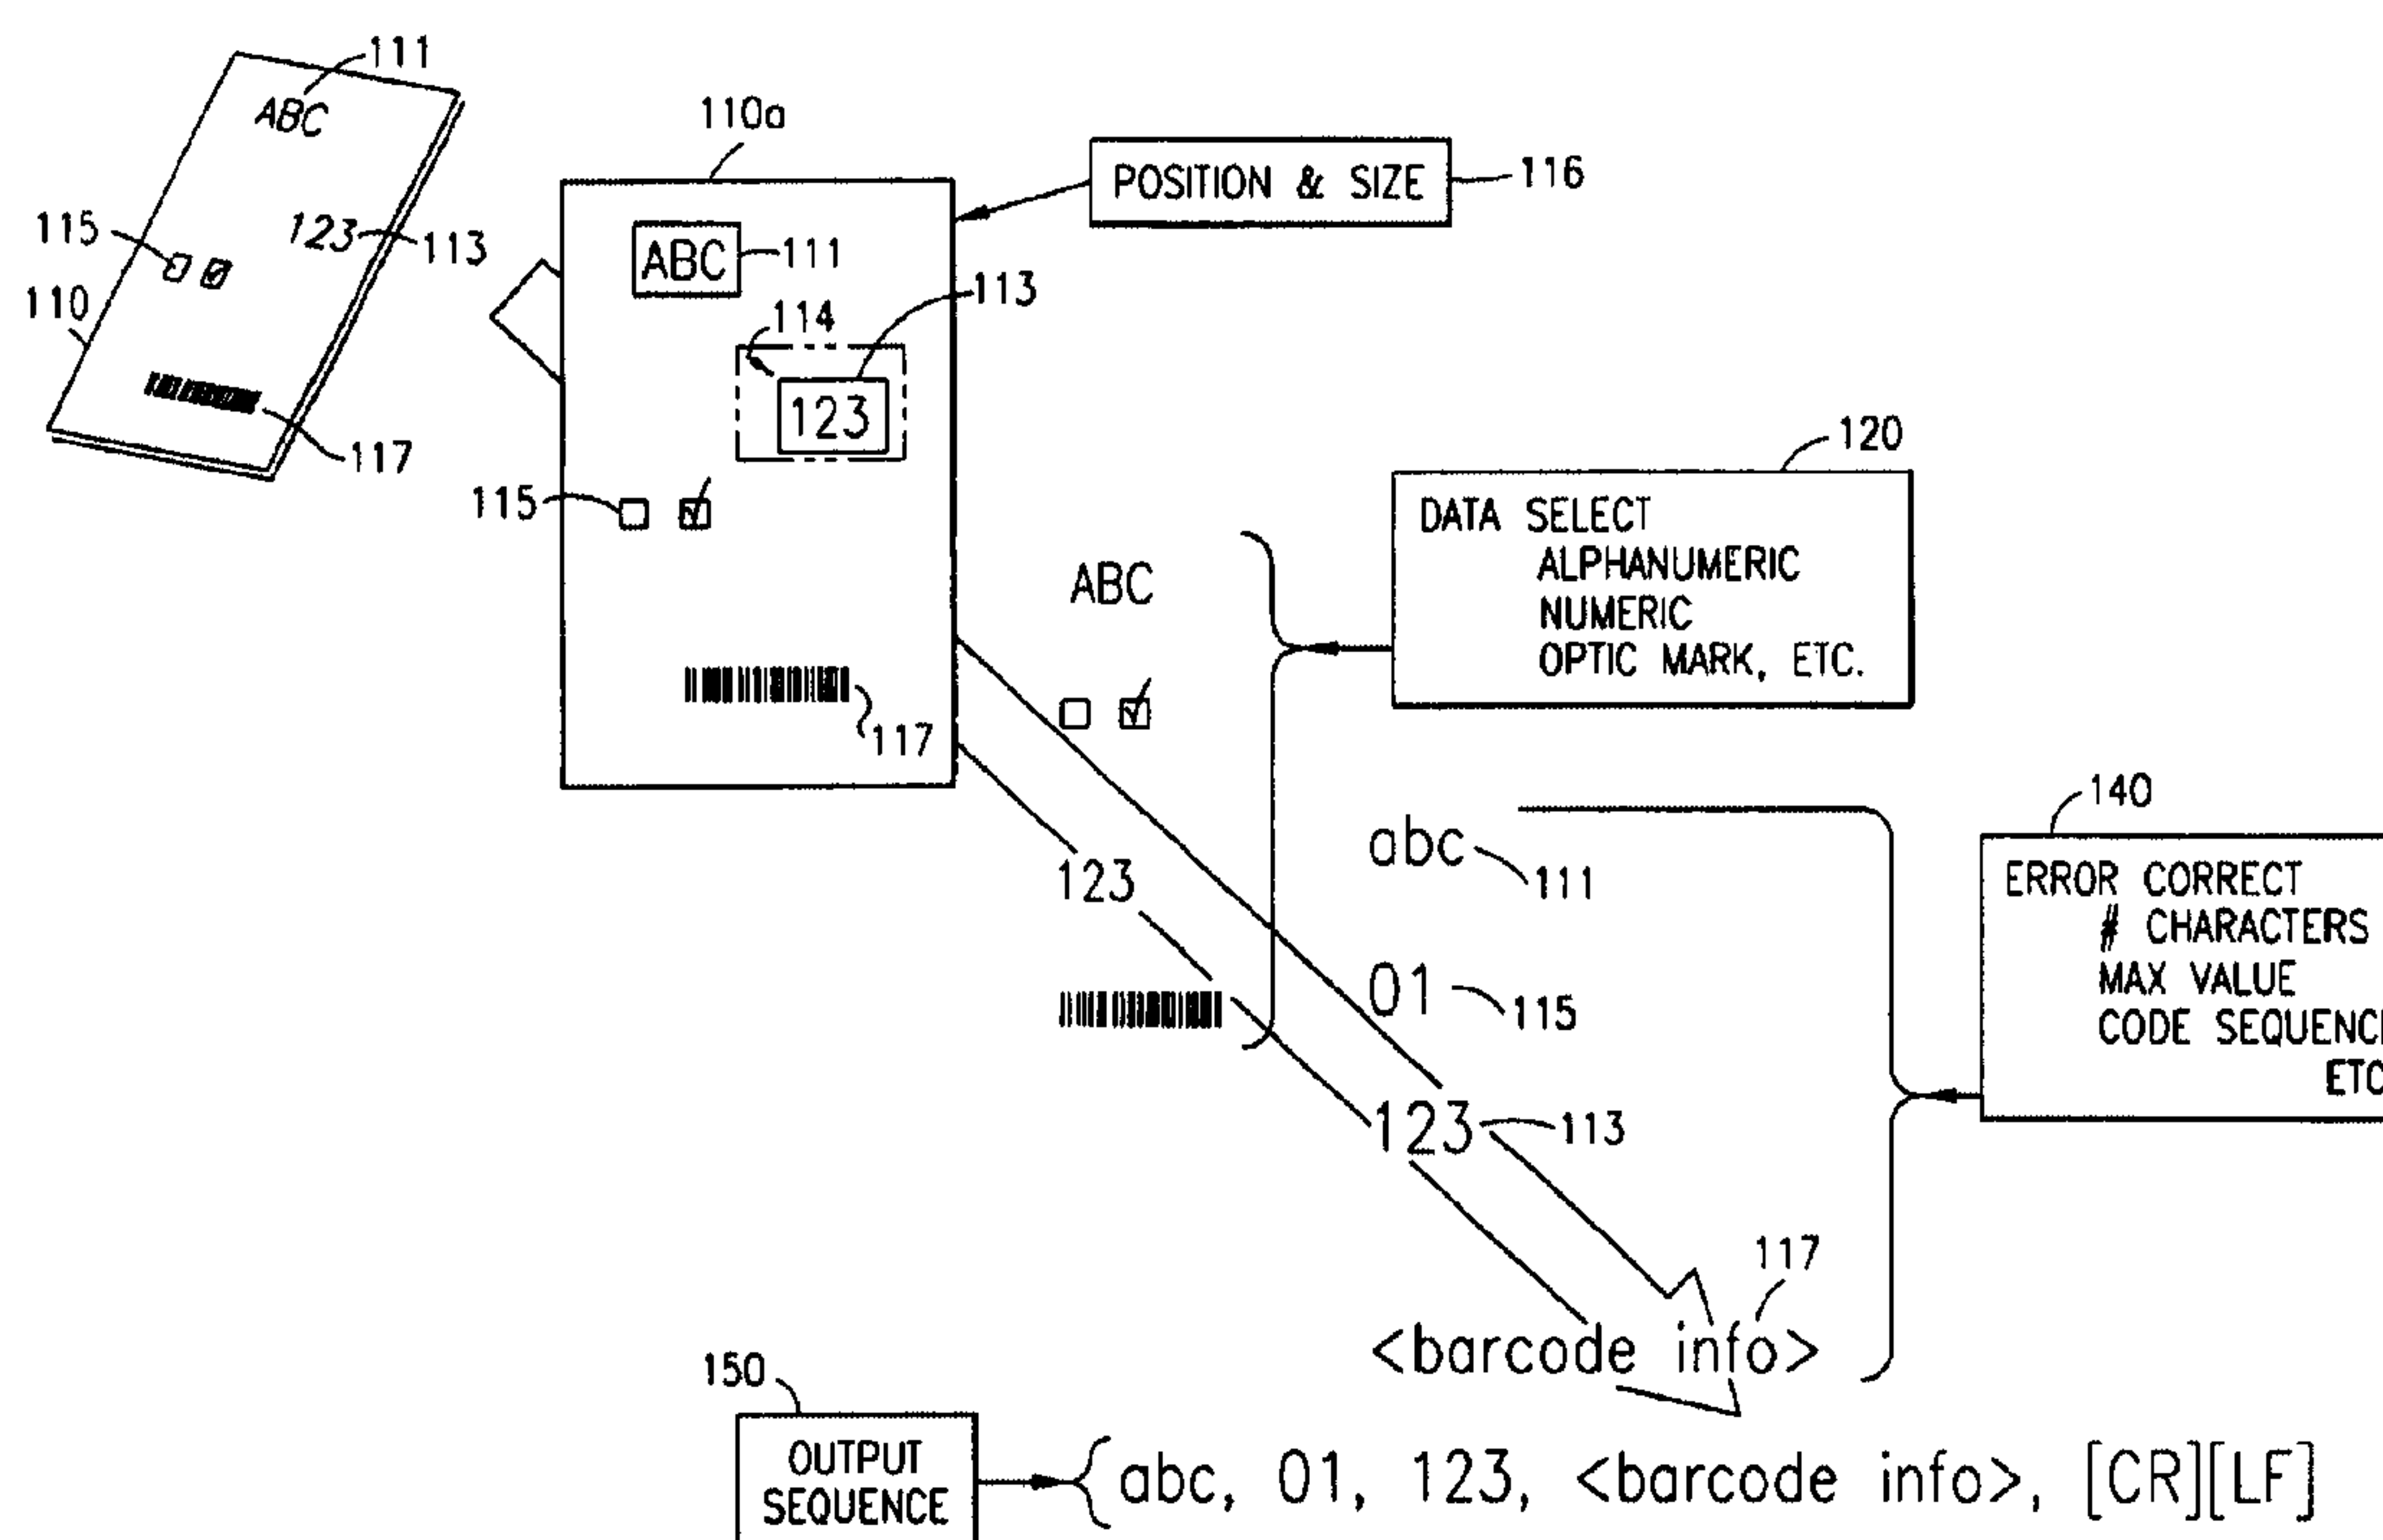 111
ABC
115
123
113
110
117
110a
POSITION & SIZE
116
ABC
111
113
114
123
115
117
120
DATA SELECT
ALPHANUMERIC
NUMERIC
OPTIC MARK, ETC.
ABC
123
140
ERROR CORRECT
# CHARACTERS
MAX VALUE
CODE
ETC
abc
111
01
115
123
113
117
<barcode info>
150
OUTPUT
SEQUENCE
abc, 01, 123, <barcode info>, [CR][LF]